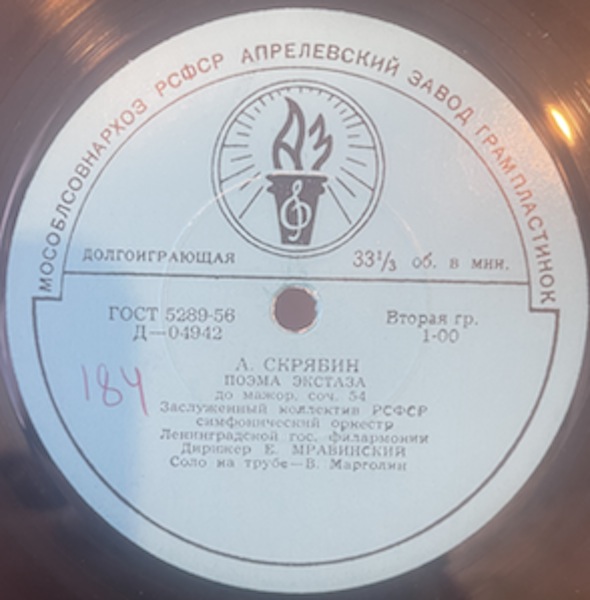 МОСОБЛСОВНАРХОЗ РСФСР АПРЕЛЕВСКИЙ ЗАВОД ГРАМПЛАСТИНОК
АЗ
ДОЛГОИГРАЮЩАЯ 33⅓ об. в мин.
ГОСТ 5289-56 Вторая гр.
Д—04942 1-00
А. СКРЯБИН
ПОЭМА ЭКСТАЗА
до мажор, соч. 54
Заслуженный коллектив РСФСР
симфонический оркестр
Ленинградской гос. филармонии
Дирижер Е. МРАВИНСКИЙ
Соло на трубе—В. Марголин
184